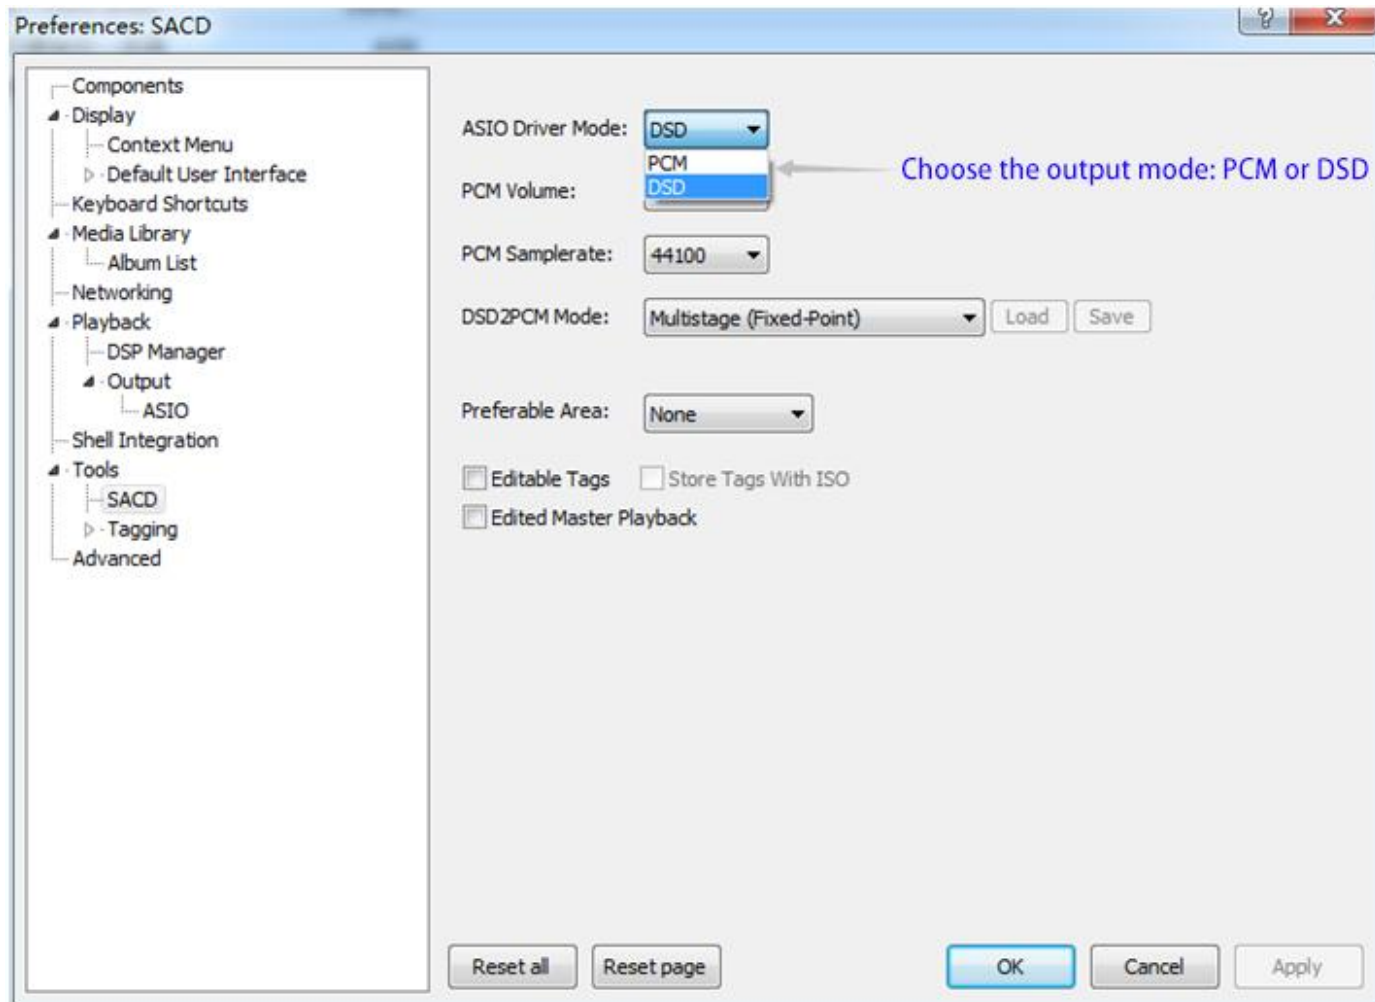 Preferences: SACD
Components
Display
Context Menu
Default User Interface
Keyboard Shortcuts
Media Library
Album List
Networking
Playback
DSP Manager
Output
ASIO
Shell Integration
Tools
SACD
Tagging
Advanced
ASIO Driver Mode: DSD
PCM
DSD
Choose the output mode: PCM or DSD
PCM Volume:
PCM Samplerate: 44100
DSD2PCM Mode: Multistage (Fixed-Point) Load Save
Preferable Area: None
Editable Tags Store Tags With ISO
Edited Master Playback
Reset all Reset page OK Cancel Apply